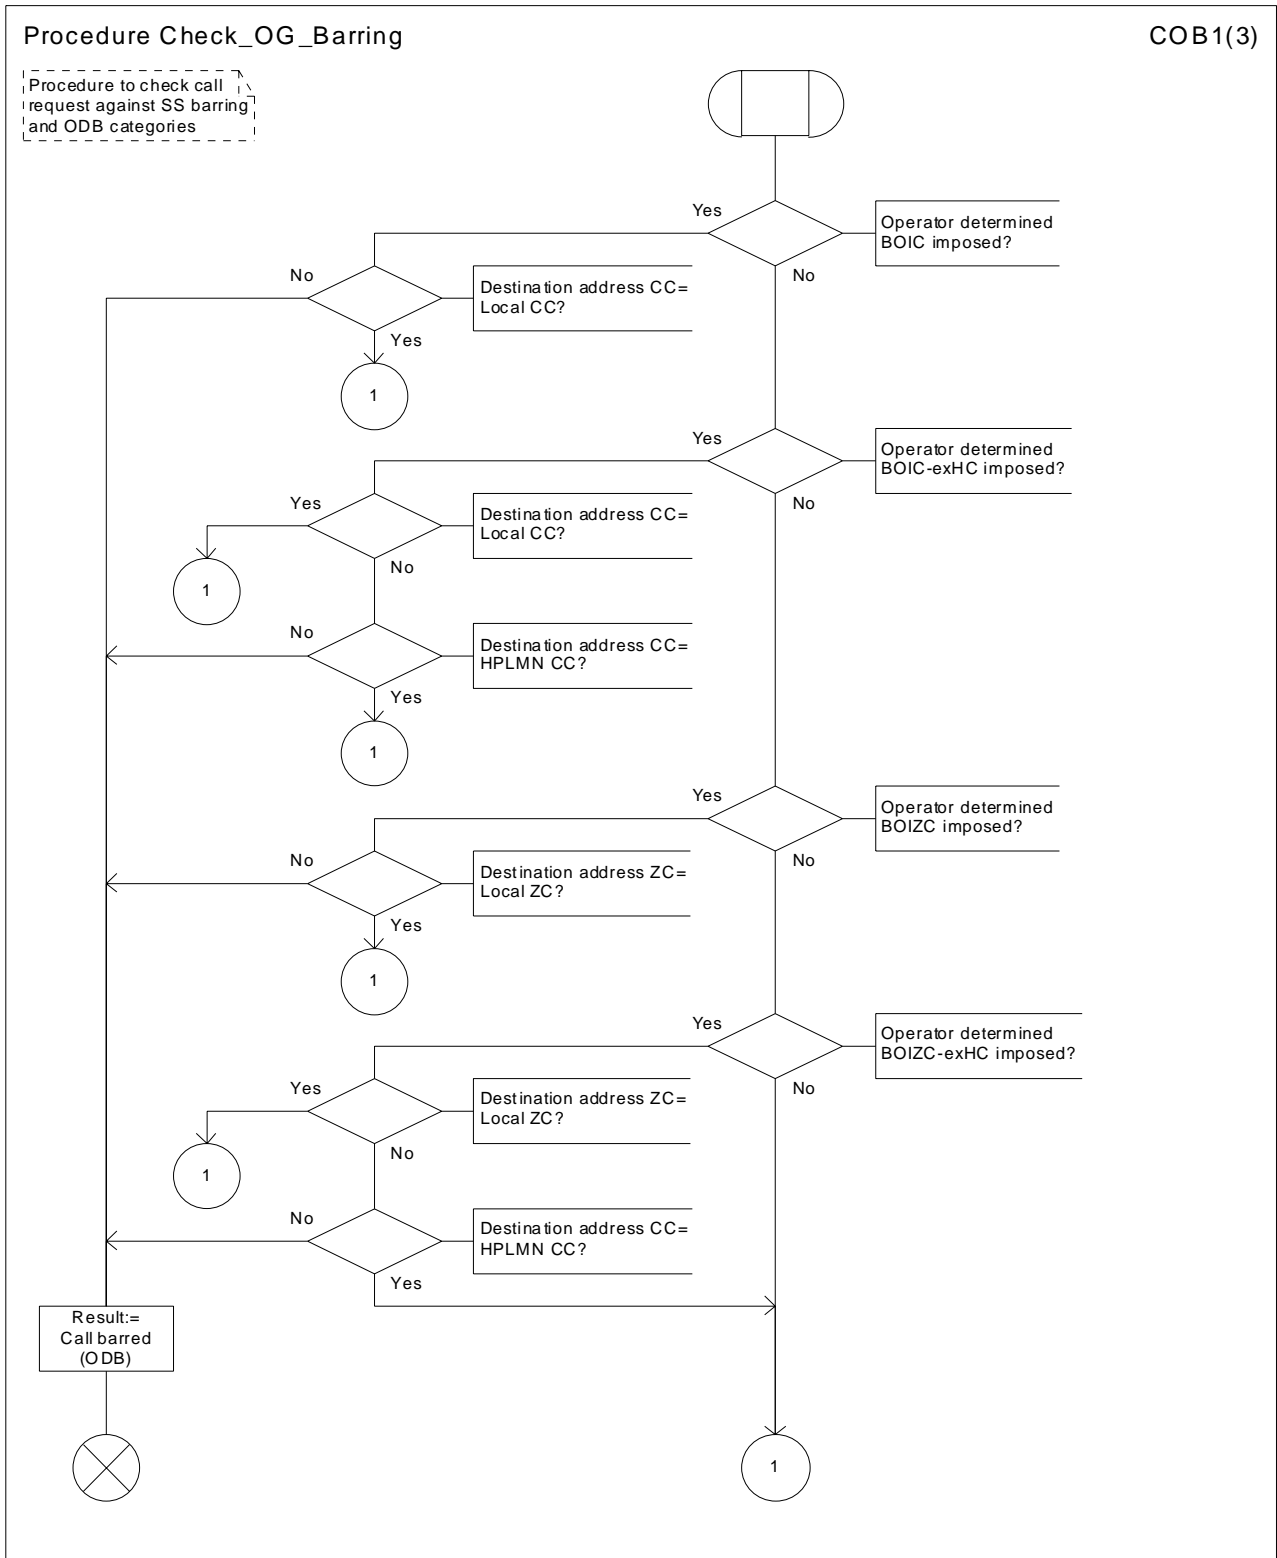 Procedure Check_OG_Barring
COB1(3)
Procedure to check call
request against SS barring
and ODB categories
Yes
Operator determined
BOIC imposed?
No
No
Destination address CC=
Local CC?
Yes
1
Yes
Operator determined
BOIC-exHC imposed?
No
Yes
Destination address CC=
Local CC?
No
1
No
Destination address CC=
HPLMN CC?
Yes
1
Yes
Operator determined
BOIZC imposed?
No
No
Destination address ZC=
Local ZC?
Yes
1
Yes
Operator determined
BOIZC-exHC imposed?
No
Yes
Destination address ZC=
Local ZC?
No
1
No
Destination address CC=
HPLMN CC?
Yes
Result:=
Call barred
(ODB)
1